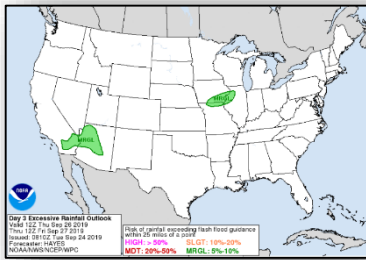 MRGL
MRGL
NOAA
Day 3 Excessive Rainfall Outlook
Valid 12Z Thu Sep 26 2019
Thru 12Z Fri Sep 27 2019
Issued: 0810Z Tue Sep 24 2019
Forecaster: HAYES
NOAA/NWS/NCEP/WPC
Risk of rainfall exceeding flash flood guidance
within 25 miles of a point
HIGH: > 50%
SLGT: 10%-20%
MDT: 20%-50%
MRGL: 5%-10%